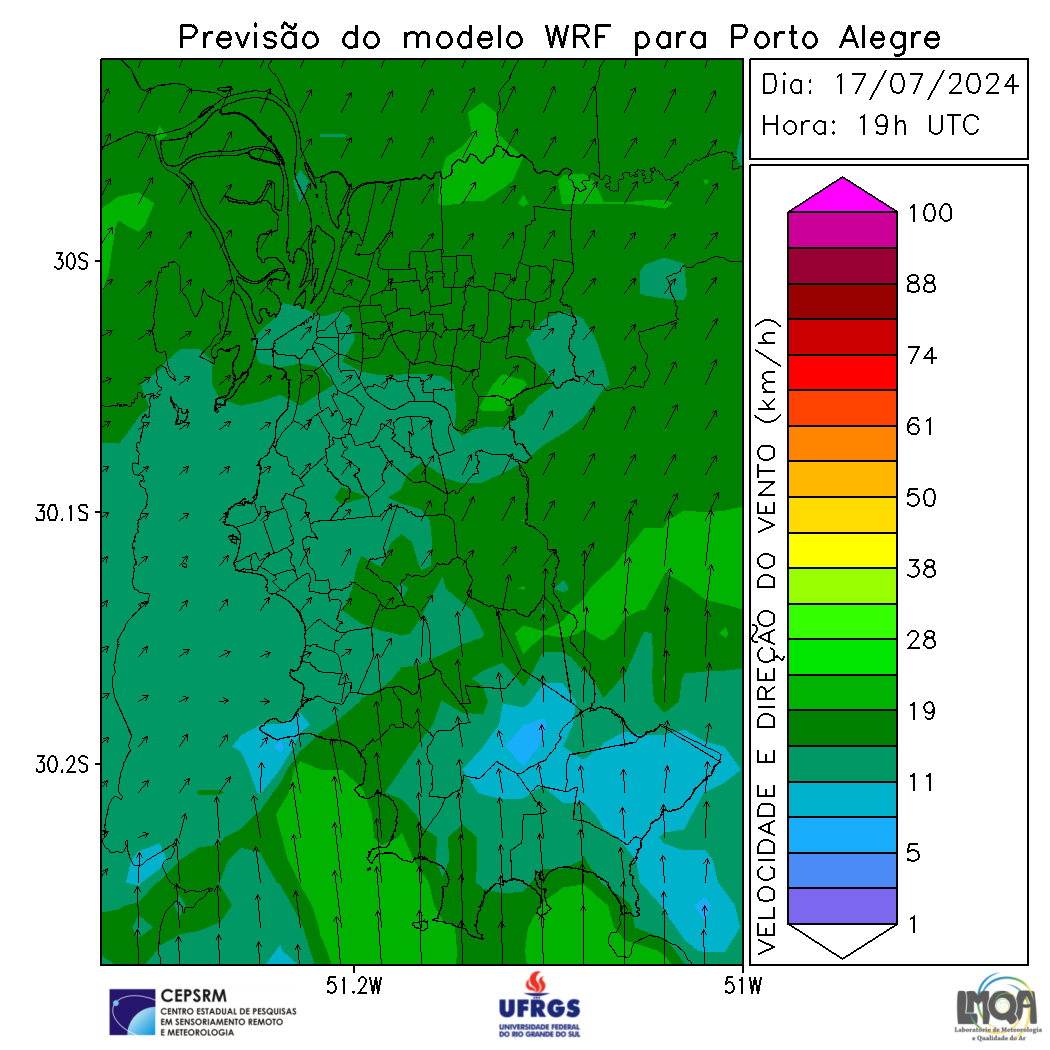 Previsão do modelo WRF para Porto Alegre
Dia: 17/07/2024
Hora: 19h UTC
30S
30.1S
30.2S
51.2W
51W
VELOCIDADE E DIREÇÃO DO VENTO (km/h)
100
88
74
61
50
38
28
19
11
5
1
CEPSRM
CENTRO ESTADUAL DE PESQUISAS
EM SENSORIAMENTO REMOTO
E METEOROLOGIA
UFRGS
UNIVERSIDADE FEDERAL
DO RIO GRANDE DO SUL
LMQA
Laboratório de Meteorologia
e Qualidade do Ar